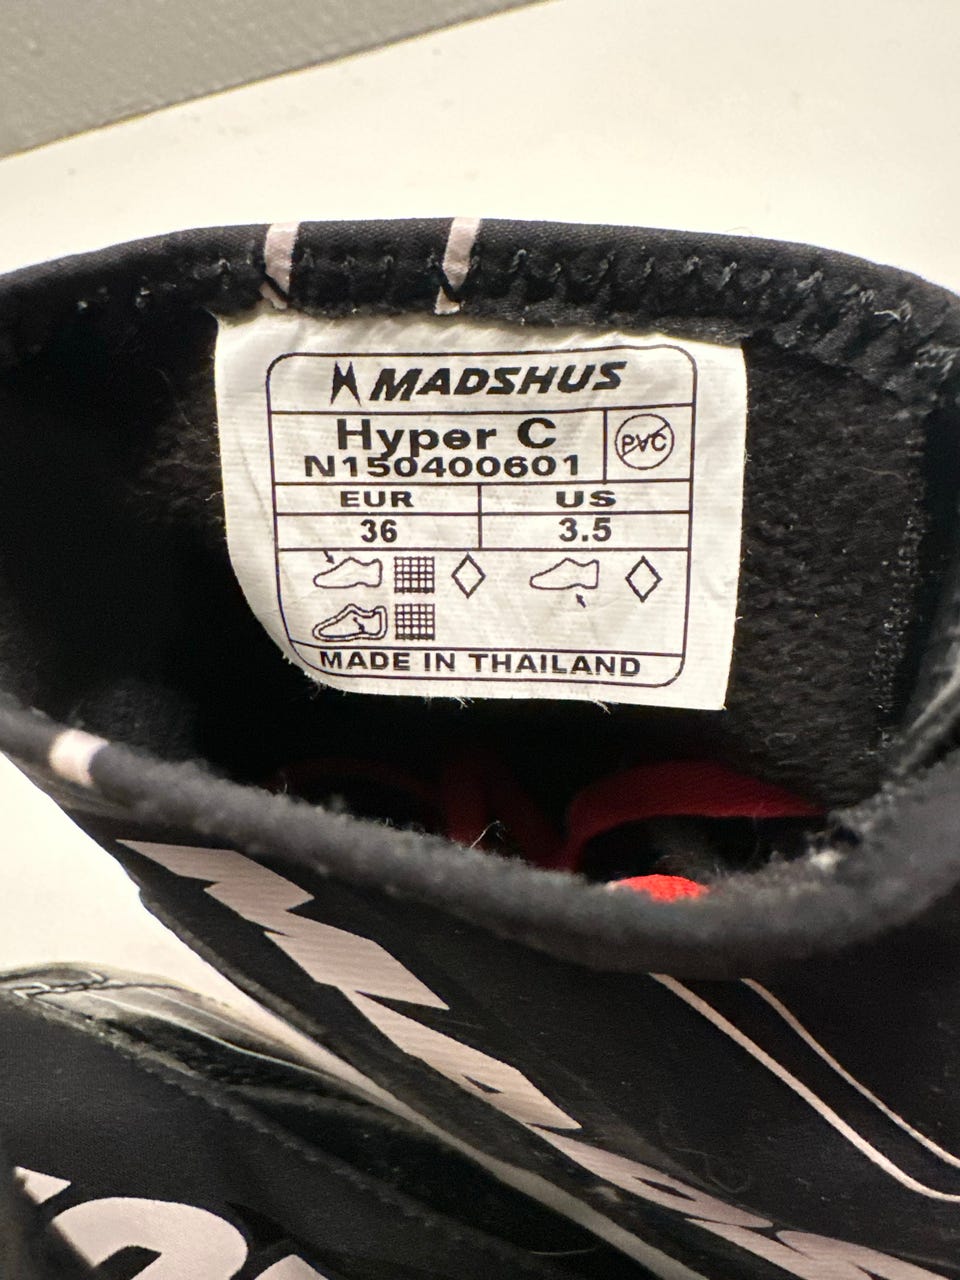 MADSHUS
Hyper C
PVC
N150400601
EUR
US
36
3.5
MADE IN THAILAND